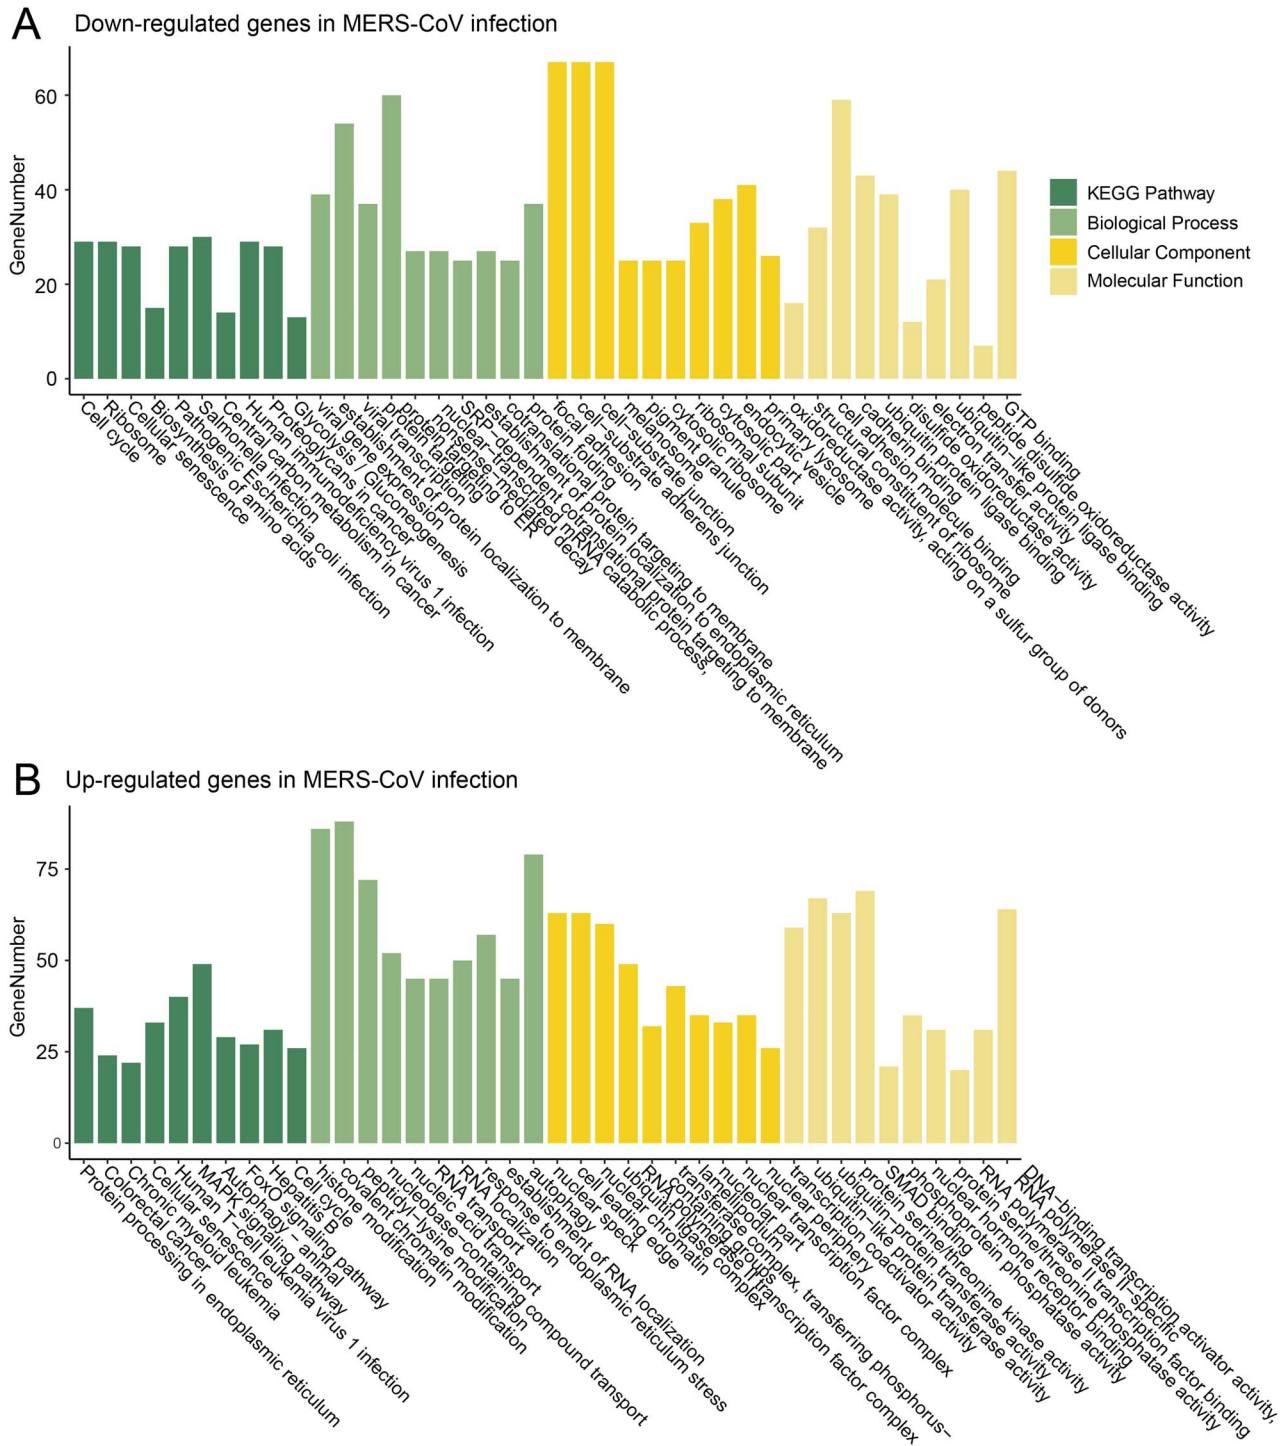 A
Down-regulated genes in MERS-CoV infection
GeneNumber
60
40
20
0
KEGG Pathway
Biological Process
Cellular Component
Molecular Function
Cell cycle
Ribosome
Cellular senescence
Biosynthesis of amino acids
Pathogenic Escherichia coli infection
Salmonella infection
Central carbon metabolism in cancer
Human immunodeficiency virus 1 infection
Proteoglycans in cancer
Glycolysis / Gluconeogenesis
viral gene expression
establishment of protein localization to membrane
viral transcription
protein targeting
protein targeting to ER
nuclear-transcribed mRNA catabolic process,
nonsense-mediated decay
SRP-dependent cotranslational protein targeting to membrane
establishment of protein localization to endoplasmic reticulum
cotranslational protein targeting to membrane
protein folding
focal adhesion
cell-substrate adherens junction
cell-substrate junction
melanosome
pigment granule
cytosolic ribosome
ribosomal subunit
cytosolic part
endocytic vesicle
primary lysosome
oxidoreductase activity, acting on a sulfur group of donors
structural constituent of ribosome
cell adhesion molecule binding
cadherin binding
ubiquitin protein ligase binding
disulfide oxidoreductase activity
electron transfer activity
ubiquitin-like protein ligase binding
peptide disulfide oxidoreductase activity
GTP binding
B
Up-regulated genes in MERS-CoV infection
GeneNumber
75
50
25
0
Protein processing in endoplasmic reticulum
Colorectal cancer
Chronic myeloid leukemia
Cellular senescence
Human T-cell leukemia virus 1 infection
MAPK signaling pathway
Autophagy - animal
FoxO signaling pathway
Hepatitis B
Cell cycle
histone modification
covalent chromatin modification
peptidyl-lysine modification
nucleobase-containing compound transport
nucleic acid transport
RNA transport
RNA localization
response to endoplasmic reticulum stress
establishment of RNA localization
autophagy
nuclear speck
cell leading edge
nuclear chromatin
ubiquitin ligase complex
RNA polymerase II transcription factor complex
transferase complex, transferring phosphorus-
containing groups
lamellipodium
nucleolar part
nuclear periphery
nuclear transcription factor complex
transcription coactivator activity
ubiquitin-like protein transferase activity
ubiquitin-protein transferase activity
protein serine/threonine kinase activity
SMAD binding
phosphoprotein phosphatase activity
nuclear hormone receptor binding
protein serine/threonine phosphatase activity
RNA polymerase II transcription factor binding
DNA-binding transcription activator activity,
RNA polymerase II-specific